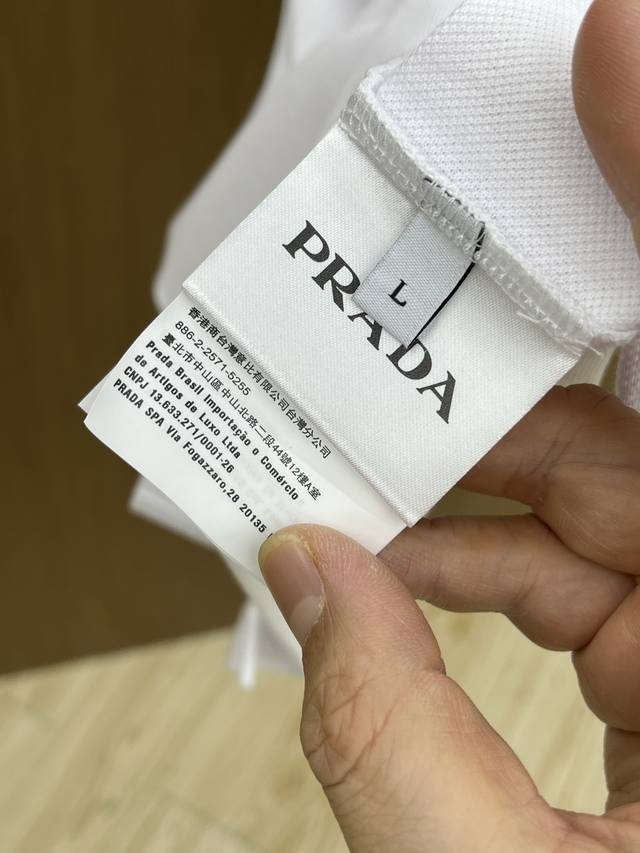 PRADA
L
香港商台灣意比有限公司台灣分公司
886-2-2571-5255
臺北市中山區中山北路二段44號12樓A室
Prada Brasil Importação o Comércio
de Artigos de Luxo Ltda
CNPJ 13.633.271/0001-26
PRADA SPA Via Fogazzaro,28 20135